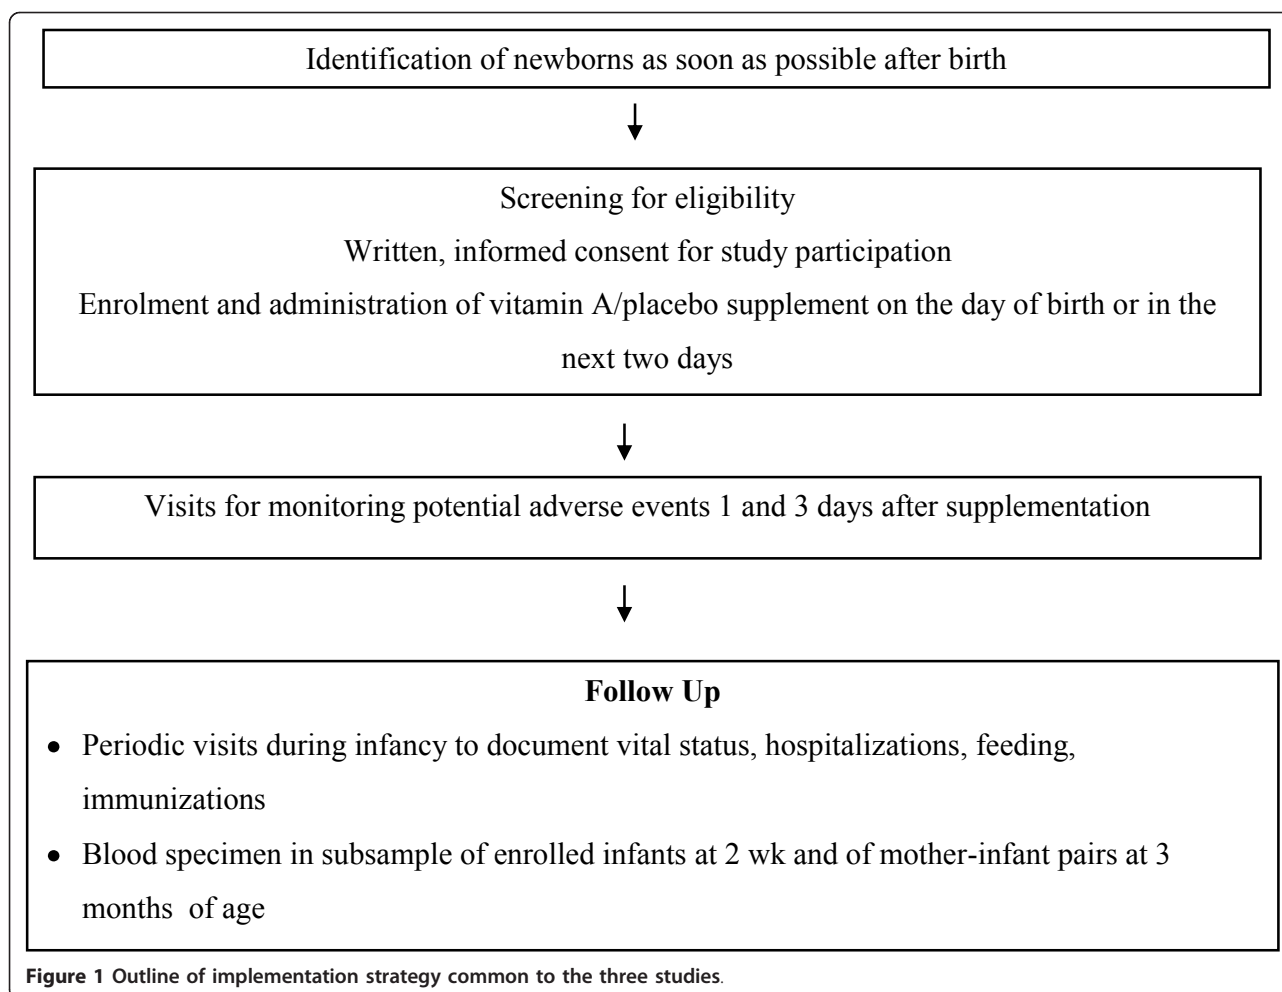 Identification of newborns as soon as possible after birth
Screening for eligibility
Written, informed consent for study participation
Enrolment and administration of vitamin A/placebo supplement on the day of birth or in the
next two days
Visits for monitoring potential adverse events 1 and 3 days after supplementation
Follow Up
• Periodic visits during infancy to document vital status, hospitalizations, feeding,
immunizations
• Blood specimen in subsample of enrolled infants at 2 wk and of mother-infant pairs at 3
months of age
Figure 1 Outline of implementation strategy common to the three studies.